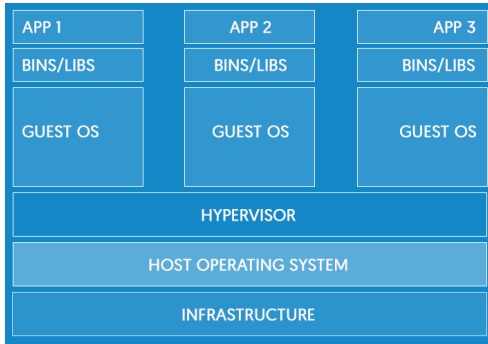 APP 1
APP 2
APP 3
BINS/LIBS
BINS/LIBS
BINS/LIBS
GUEST OS
GUEST OS
GUEST OS
HYPERVISOR
HOST OPERATING SYSTEM
INFRASTRUCTURE